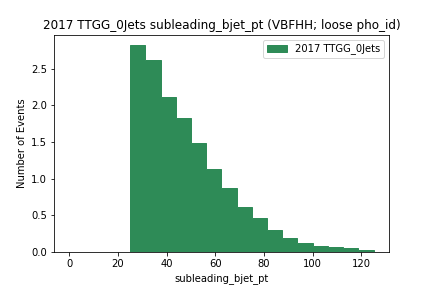 2017 TTGG_0Jets subleading_bjet_pt (VBFHH; loose pho_id)
2017 TTGG_0Jets
Number of Events
2.5
2.0
1.5
1.0
0.5
0.0
0 20 40 60 80 100 120
subleading_bjet_pt